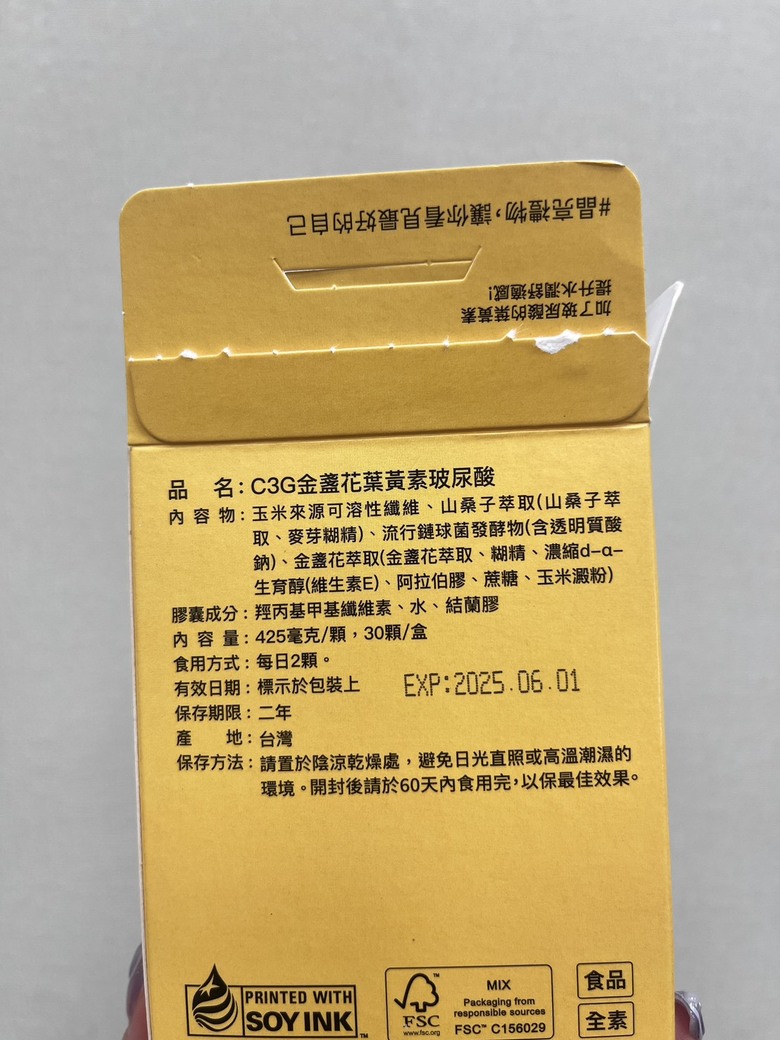 #晶亮禮物，讓你看見最好的自己
加了玻尿酸的葉黃素
提升水潤舒適感！
品 名：C3G金盞花葉黃素玻尿酸
內 容 物：玉米來源可溶性纖維、山桑子萃取(山桑子萃
取、麥芽糊精)、流行鏈球菌發酵物(含透明質酸
鈉)、金盞花萃取(金盞花萃取、糊精、濃縮d-α-
生育醇(維生素E)、阿拉伯膠、蔗糖、玉米澱粉)
膠囊成分：羥丙基甲基纖維素、水、結蘭膠
內 容 量：425毫克/顆，30顆/盒
食用方式：每日2顆。
有效日期：標示於包裝上 EXP:2025.06.01
保存期限：二年
產 地：台灣
保存方法：請置於陰涼乾燥處，避免日光直照或高溫潮濕的
環境。開封後請於60天內食用完，以保最佳效果。
PRINTED WITH
SOY INK™
FSC™
www.fsc.org
MIX
Packaging from
responsible sources
FSC™ C156029
食品
全素